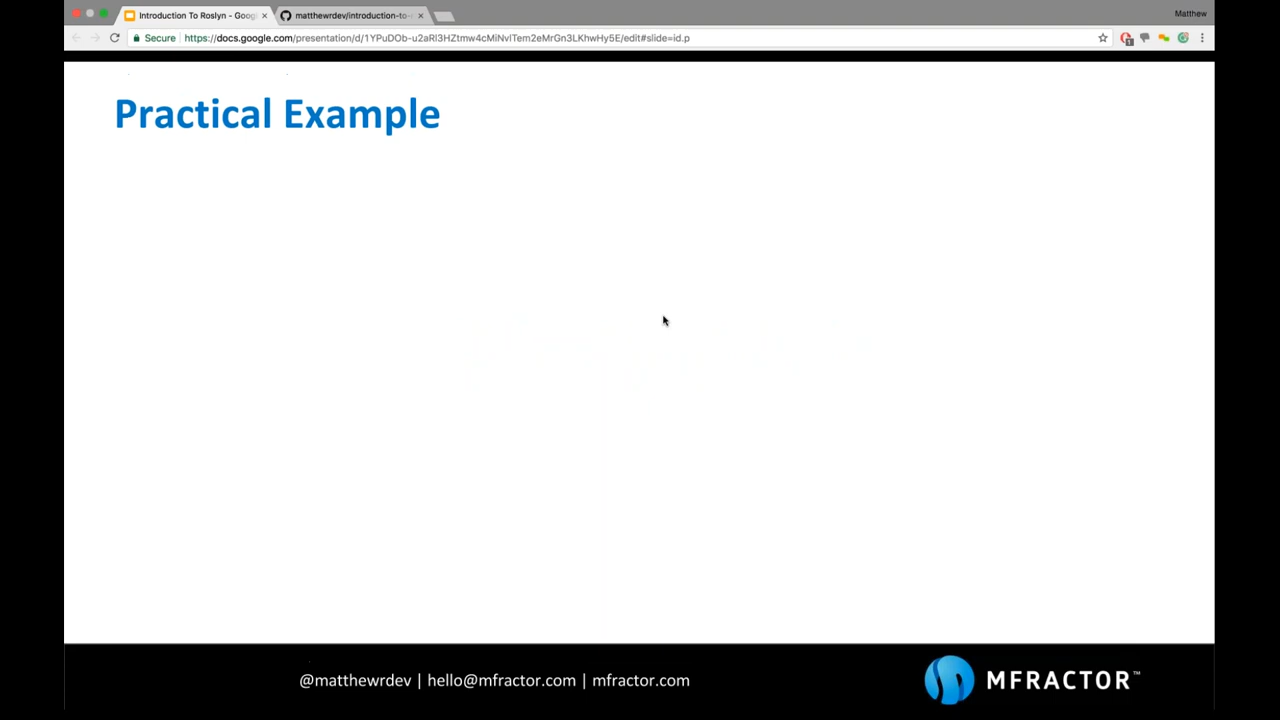 Introduction To Roslyn - Goog
matthewrdev/introduction-to-
Matthew
Secure
https://docs.google.com/presentation/d/1YPuDOb-u2aRl3HZtmw4cMiNvlTem2eMrGn3LKhwHy5E/edit#slide=id.p
Practical Example
@matthewrdev | hello@mfractor.com | mfractor.com
MFRACTOR™